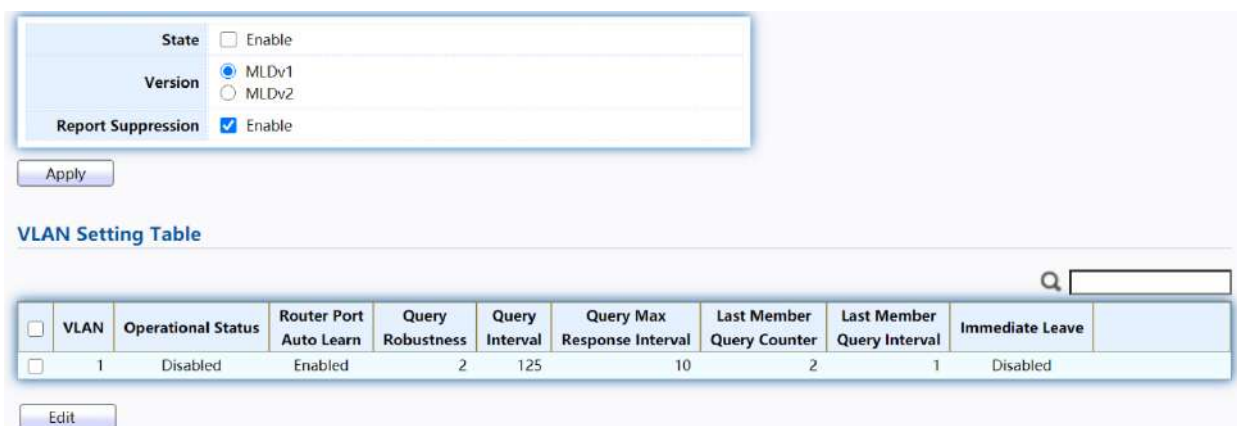 State Enable
Version MLDv1
MLDv2
Report Suppression Enable
Apply
VLAN Setting Table
VLAN Operational Status Router Port Auto Learn Query Robustness Query Interval Query Max Response Interval Last Member Query Counter Last Member Query Interval Immediate Leave
1 Disabled Enabled 2 125 10 2 1 Disabled
Edit